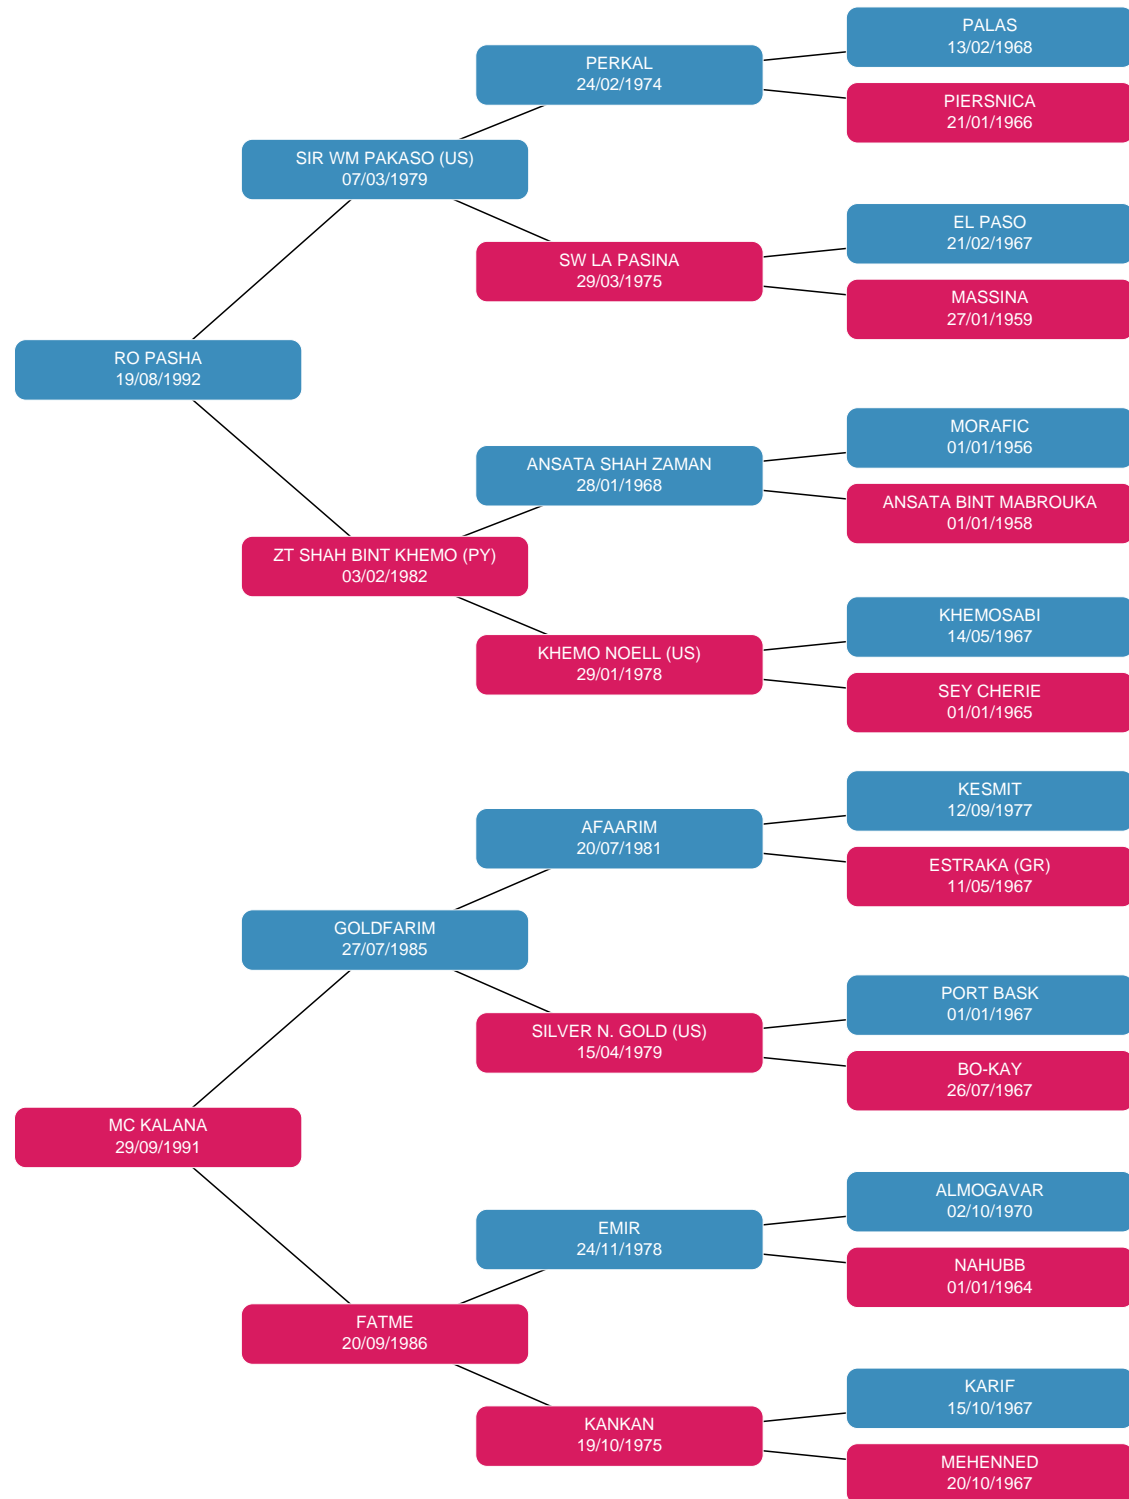 PALAS
13/02/1968
PERKAL
24/02/1974
PIERSNICA
21/01/1966
SIR WM PAKASO (US)
07/03/1979
EL PASO
21/02/1967
SW LA PASINA
29/03/1975
MASSINA
27/01/1959
RO PASHA
19/08/1992
MORAFIC
01/01/1956
ANSATA SHAH ZAMAN
28/01/1968
ANSATA BINT MABROUKA
01/01/1958
ZT SHAH BINT KHEMO (PY)
03/02/1982
KHEMOSABI
14/05/1967
KHEMO NOELL (US)
29/01/1978
SEY CHERIE
01/01/1965
KESMIT
12/09/1977
AFAARIM
20/07/1981
ESTRAKA (GR)
11/05/1967
GOLDFARIM
27/07/1985
PORT BASK
01/01/1967
SILVER N. GOLD (US)
15/04/1979
BO-KAY
26/07/1967
MC KALANA
29/09/1991
ALMOGAVAR
02/10/1970
EMIR
24/11/1978
NAHUBB
01/01/1964
FATME
20/09/1986
KARIF
15/10/1967
KANKAN
19/10/1975
MEHENNED
20/10/1967